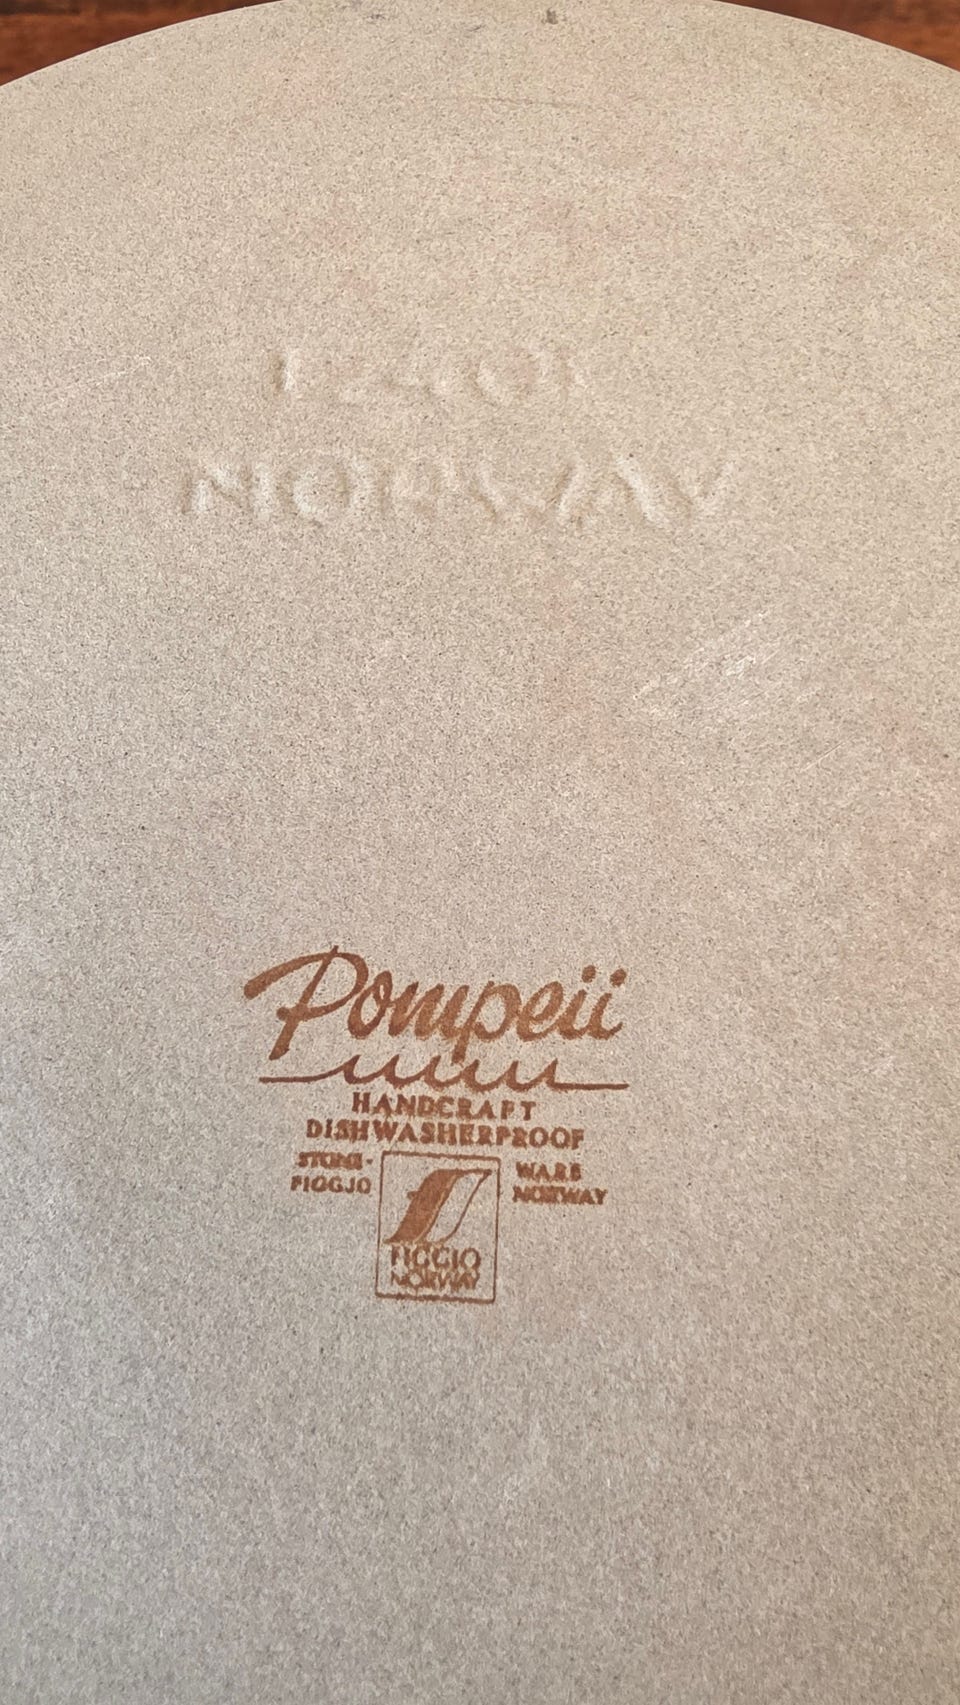 NORWAY
Pompeii
HANDCRAFT
DISHWASHERPROOF
STONE- WARE
FIGGJO NORWAY
FIGGJO
NORWAY